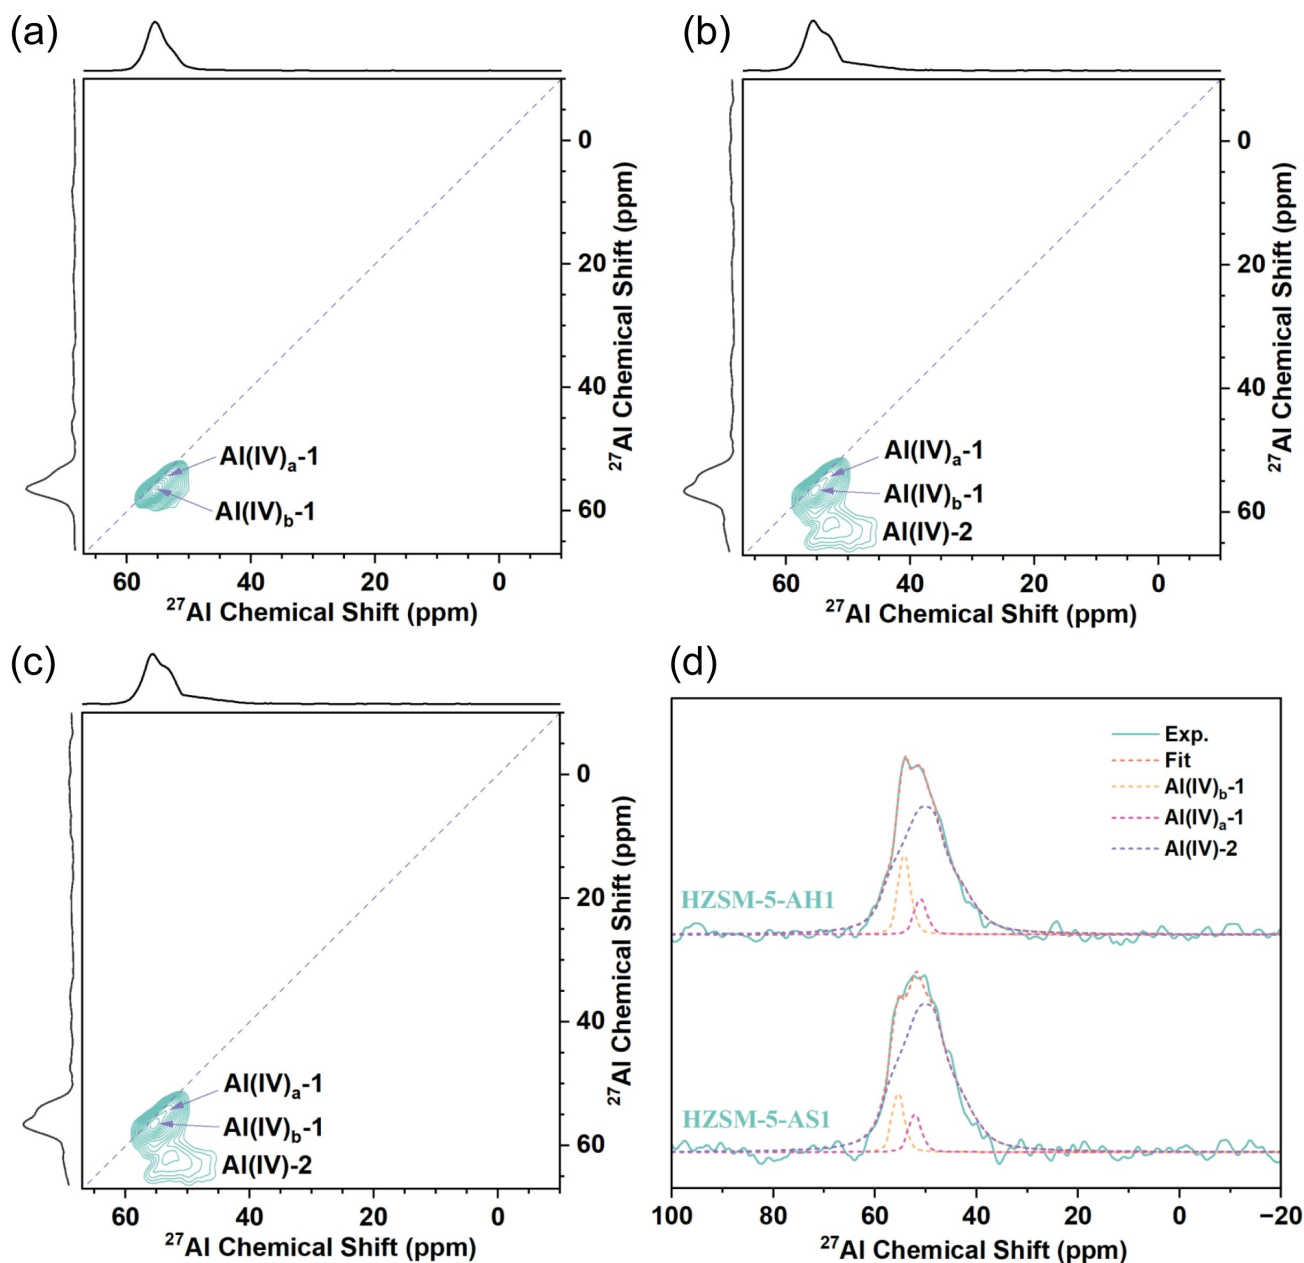 (a)
0
20
40
60
²⁷Al Chemical Shift (ppm)
Al(IV)ₐ-1
Al(IV)b-1
60 40 20 0
²⁷Al Chemical Shift (ppm)
(b)
0
20
40
60
²⁷Al Chemical Shift (ppm)
Al(IV)ₐ-1
Al(IV)b-1
Al(IV)-2
60 40 20 0
²⁷Al Chemical Shift (ppm)
(c)
0
20
40
60
²⁷Al Chemical Shift (ppm)
Al(IV)ₐ-1
Al(IV)b-1
Al(IV)-2
60 40 20 0
²⁷Al Chemical Shift (ppm)
(d)
Exp.
Fit
Al(IV)b-1
Al(IV)ₐ-1
Al(IV)-2
HZSM-5-AH1
HZSM-5-AS1
100 80 60 40 20 0 −20
²⁷Al Chemical Shift (ppm)